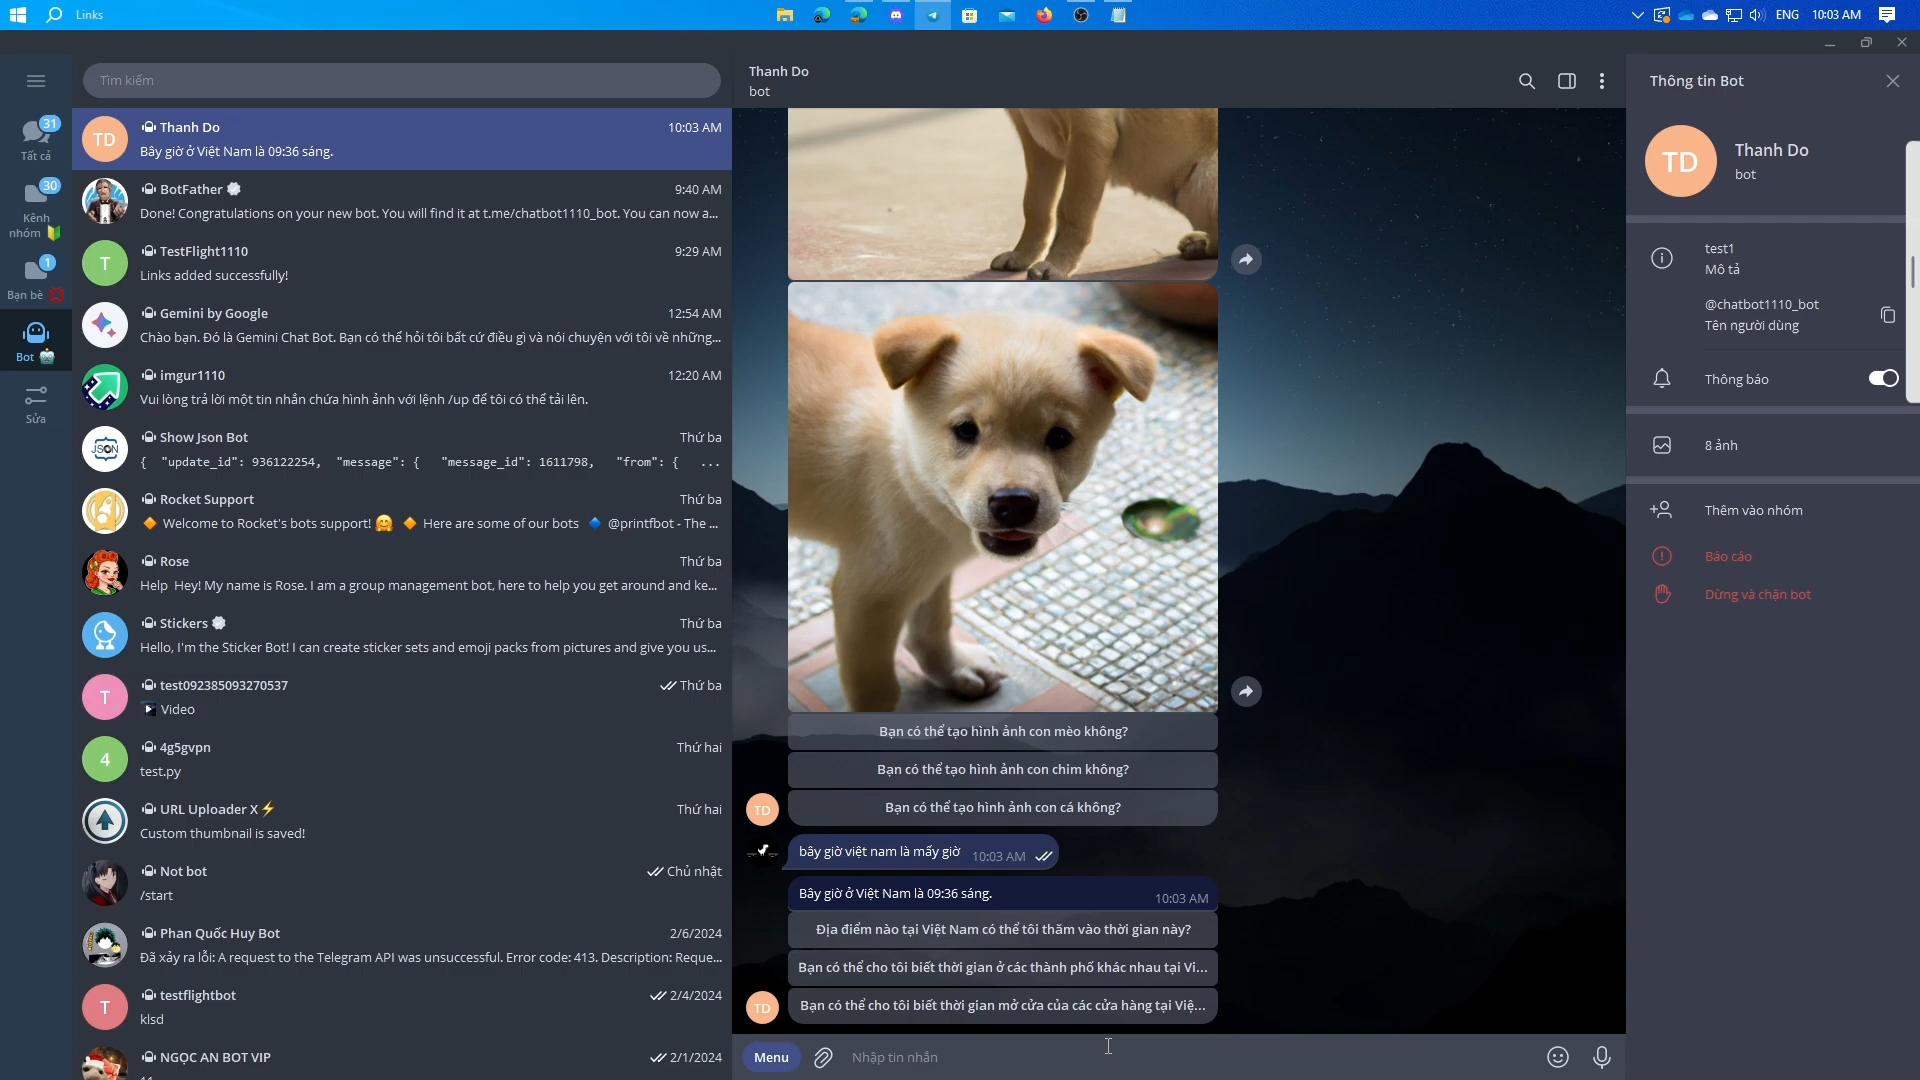 Links
ENG
10:03 AM
31
Tất cả
30
Kênh
nhóm
1
Bạn bè
Bot
Sửa
Tìm kiếm
TD
Thanh Do
10:03 AM
Bây giờ ở Việt Nam là 09:36 sáng.
BotFather
9:40 AM
Done! Congratulations on your new bot. You will find it at t.me/chatbot1110_bot. You can now a...
T
TestFlight1110
9:29 AM
Links added successfully!
Gemini by Google
12:54 AM
Chào bạn. Đó là Gemini Chat Bot. Bạn có thể hỏi tôi bất cứ điều gì và nói chuyện với tôi về những...
imgur1110
12:20 AM
Vui lòng trả lời một tin nhắn chứa hình ảnh với lệnh /up để tôi có thể tải lên.
JSON
Show Json Bot
Thứ ba
{ "update_id": 936122254, "message": { "message_id": 1611798, "from": { ...
Rocket Support
Thứ ba
Welcome to Rocket's bots support! 🤗 🔶 Here are some of our bots 🔷 @printfbot - The ...
Rose
Thứ ba
Help Hey! My name is Rose. I am a group management bot, here to help you get around and ke...
Stickers
Thứ ba
Hello, I'm the Sticker Bot! I can create sticker sets and emoji packs from pictures and give you us...
T
test092385093270537
Thứ ba
Video
4
4g5gvpn
Thứ hai
test.py
URL Uploader X⚡
Thứ hai
Custom thumbnail is saved!
Not bot
Chủ nhật
/start
Phan Quốc Huy Bot
2/6/2024
Đã xảy ra lỗi: A request to the Telegram API was unsuccessful. Error code: 413. Description: Reque...
T
testflightbot
2/4/2024
klsd
NGỌC AN BOT VIP
2/1/2024
Thanh Do
bot
Bạn có thể tạo hình ảnh con mèo không?
Bạn có thể tạo hình ảnh con chim không?
Bạn có thể tạo hình ảnh con cá không?
TD
bây giờ việt nam là mấy giờ
10:03 AM
Bây giờ ở Việt Nam là 09:36 sáng.
10:03 AM
Địa điểm nào tại Việt Nam có thể tôi thăm vào thời gian này?
Bạn có thể cho tôi biết thời gian ở các thành phố khác nhau tại Vi...
Bạn có thể cho tôi biết thời gian mở cửa của các cửa hàng tại Việ...
TD
Menu
Nhập tin nhắn
Thông tin Bot
TD
Thanh Do
bot
test1
Mô tả
@chatbot1110_bot
Tên người dùng
Thông báo
8 ảnh
Thêm vào nhóm
Báo cáo
Dừng và chặn bot